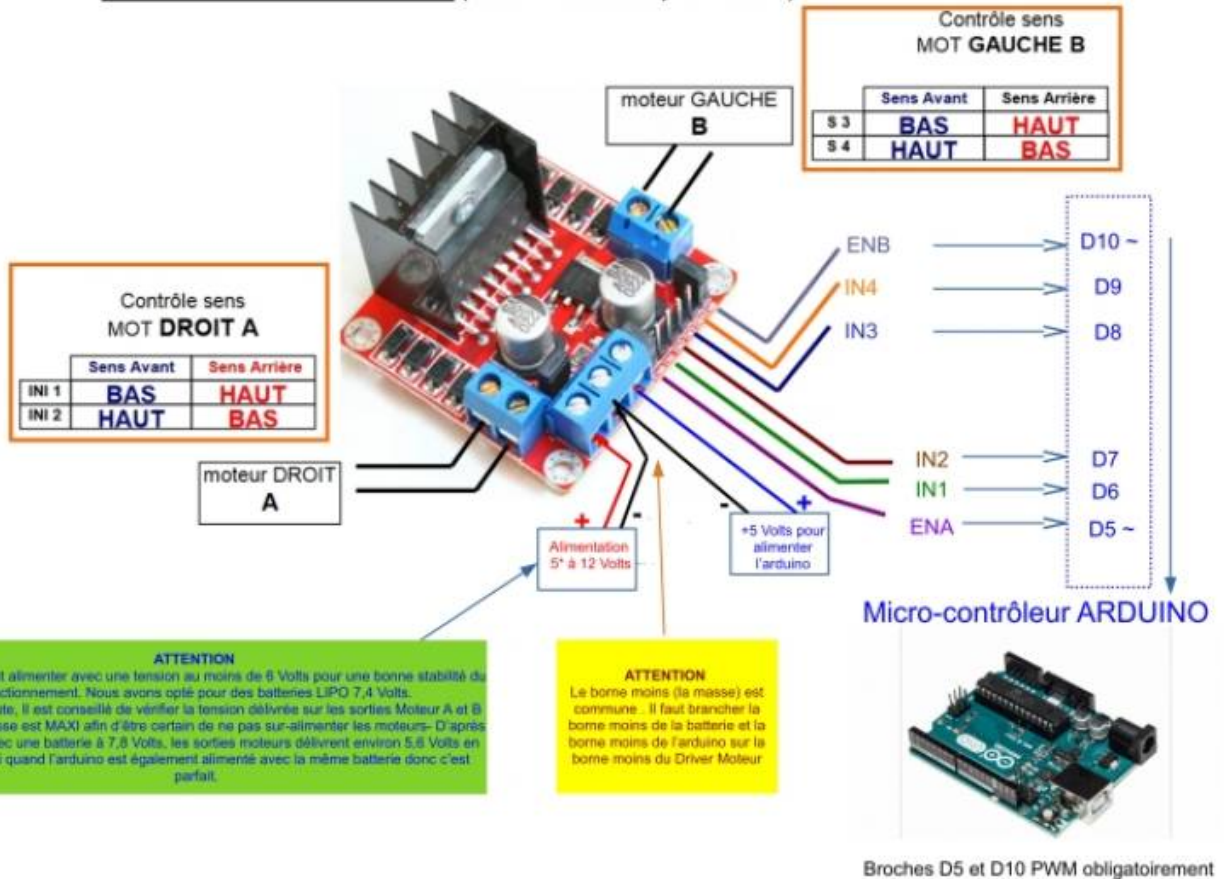 Contrôle sens
MOT GAUCHE B
Sens Avant Sens Arrière
S 3 BAS HAUT
S 4 HAUT BAS
moteur GAUCHE
B
ENB D10 ~
IN4 D9
IN3 D8
Contrôle sens
MOT DROIT A
Sens Avant Sens Arrière
INI 1 BAS HAUT
INI 2 HAUT BAS
moteur DROIT
A
IN2 D7
IN1 D6
ENA D5 ~
+ -
Alimentation
5* à 12 Volts
- +
+5 Volts pour
alimenter
l'arduino
Micro-contrôleur ARDUINO
ATTENTION
alimenter avec une tension au moins de 6 Volts pour une bonne stabilité du
ctionnement. Nous avons opté pour des batteries LIPO 7,4 Volts.
te, Il est conseillé de vérifier la tension délivrée sur les sorties Moteur A et B
sse est MAXI afin d'être certain de ne pas sur-alimenter les moteurs- D'après
ec une batterie à 7,8 Volts, les sorties moteurs délivrent environ 5,6 Volts en
i quand l'arduino est également alimenté avec la même batterie donc c'est
parfait.
ATTENTION
Le borne moins (la masse) est
commune . Il faut brancher la
borne moins de la batterie et la
borne moins de l'arduino sur la
borne moins du Driver Moteur
Broches D5 et D10 PWM obligatoirement